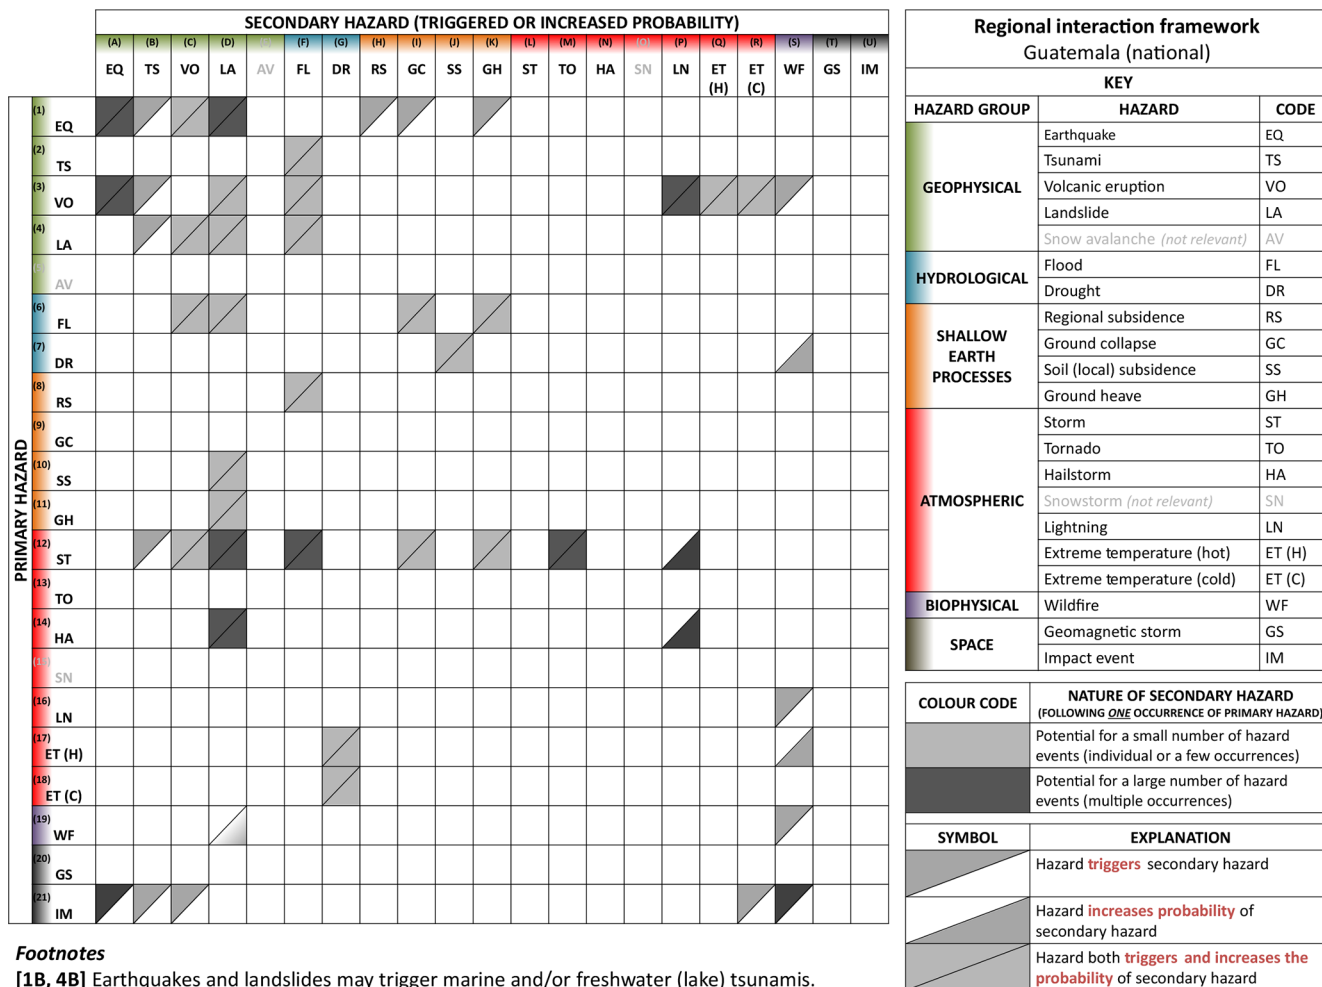 SECONDARY HAZARD (TRIGGERED OR INCREASED PROBABILITY)
(A) (B) (C) (D) (F) (G) (H) (I) (J) (K) (L) (M) (N) (O) (P) (Q) (R) (S) (T) (U)
EQ TS VO LA AV FL DR RS GC SS GH ST TO HA SN LN ET (H) ET (C) WF GS IM
PRIMARY HAZARD
(1) EQ
(2) TS
(3) VO
(4) LA
AV
(6) FL
(7) DR
(8) RS
(9) GC
(10) SS
(11) GH
(12) ST
(13) TO
(14) HA
(15) SN
(16) LN
(17) ET (H)
(18) ET (C)
(19) WF
(20) GS
(21) IM
Footnotes
[1B, 4B] Earthquakes and landslides may trigger marine and/or freshwater (lake) tsunamis.
Regional interaction framework
Guatemala (national)
KEY
HAZARD GROUP HAZARD CODE
GEOPHYSICAL
Earthquake EQ
Tsunami TS
Volcanic eruption VO
Landslide LA
Snow avalanche (not relevant) AV
HYDROLOGICAL
Flood FL
Drought DR
SHALLOW
EARTH
PROCESSES
Regional subsidence RS
Ground collapse GC
Soil (local) subsidence SS
Ground heave GH
ATMOSPHERIC
Storm ST
Tornado TO
Hailstorm HA
Snowstorm (not relevant) SN
Lightning LN
Extreme temperature (hot) ET (H)
Extreme temperature (cold) ET (C)
BIOPHYSICAL Wildfire WF
SPACE
Geomagnetic storm GS
Impact event IM
COLOUR CODE
NATURE OF SECONDARY HAZARD
(FOLLOWING ONE OCCURRENCE OF PRIMARY HAZARD)
Potential for a small number of hazard
events (individual or a few occurrences)
Potential for a large number of hazard
events (multiple occurrences)
SYMBOL EXPLANATION
Hazard triggers secondary hazard
Hazard increases probability of
secondary hazard
Hazard both triggers and increases the
probability of secondary hazard